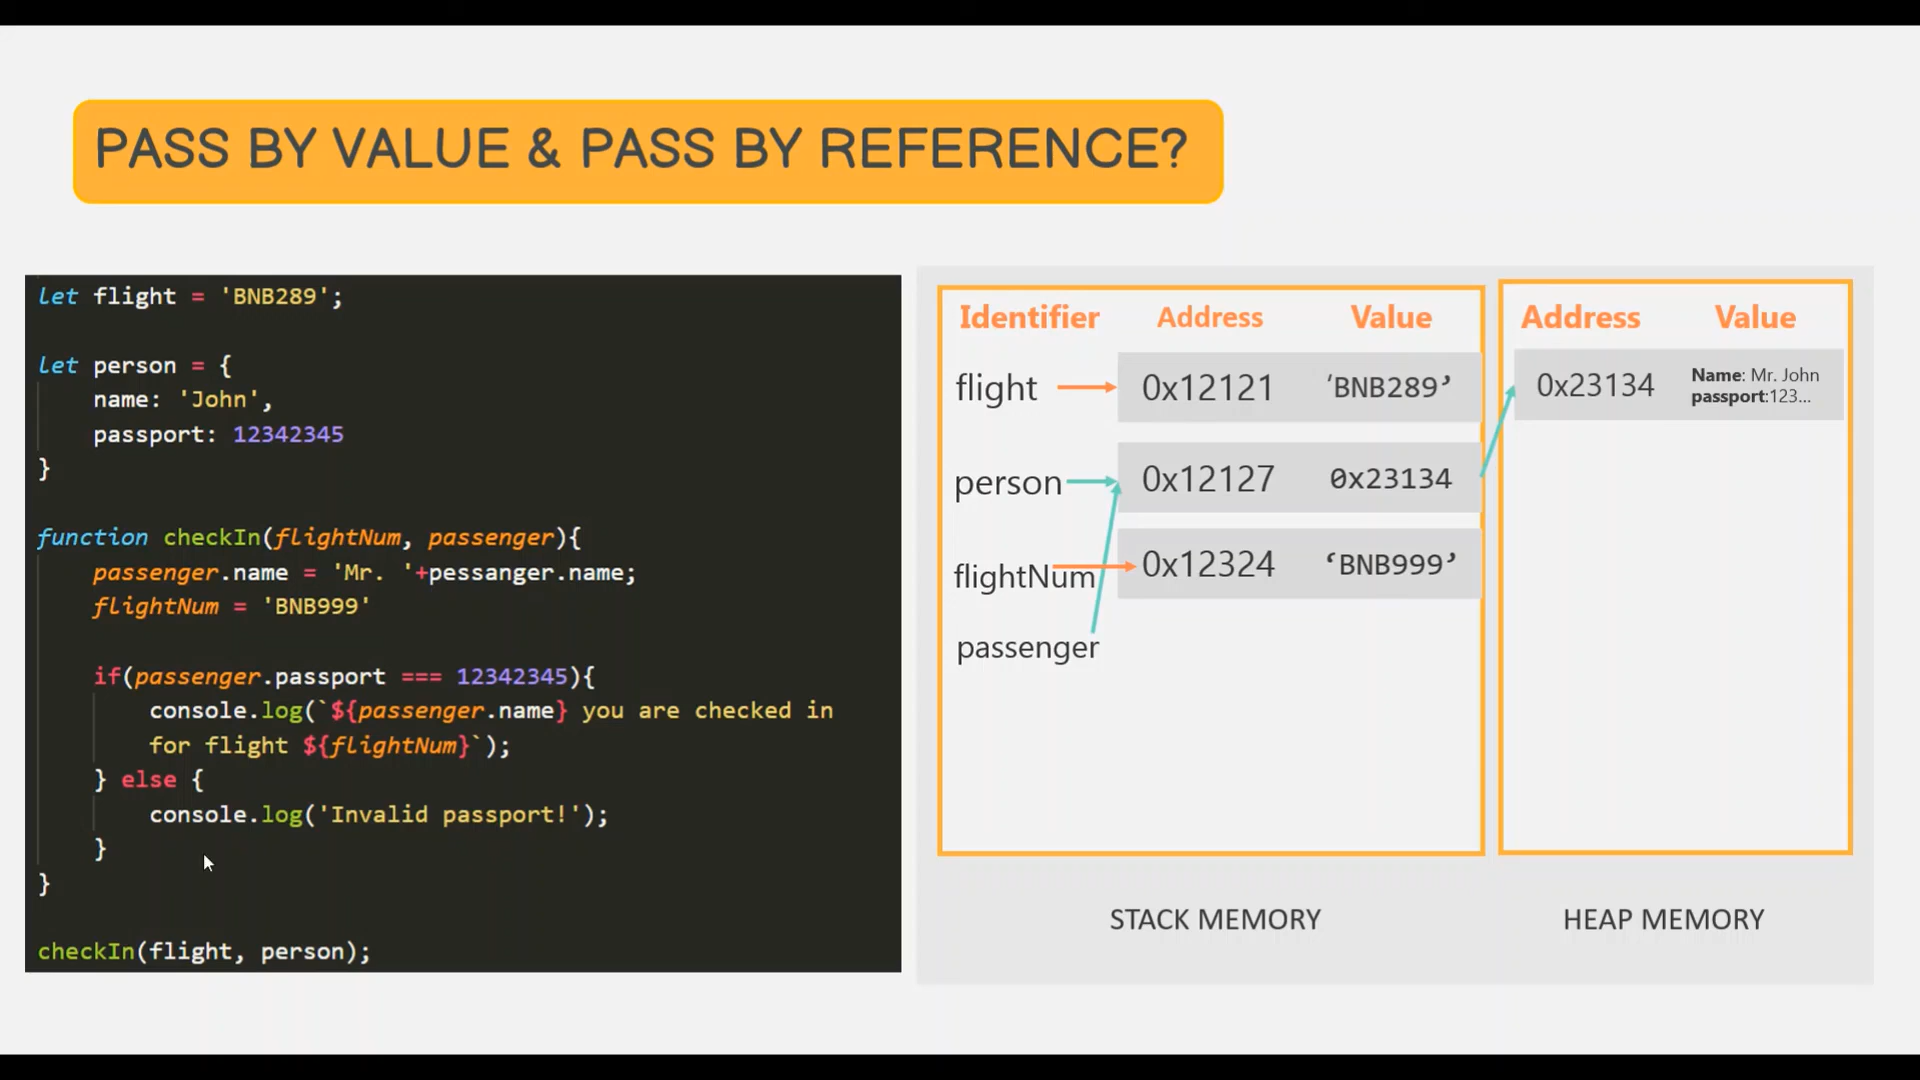 PASS BY VALUE & PASS BY REFERENCE?
let flight = 'BNB289';
let person = {
name: 'John',
passport: 12342345
}
function checkIn(flightNum, passenger){
passenger.name = 'Mr. '+pessanger.name;
flightNum = 'BNB999'
if(passenger.passport === 12342345){
console.log(`${passenger.name} you are checked in
for flight ${flightNum}`);
} else {
console.log('Invalid passport!');
}
}
checkIn(flight, person);
Identifier Address Value
flight 0x12121 'BNB289’
person 0x12127 0x23134
flightNum 0x12324 ‘BNB999’
passenger
STACK MEMORY
Address Value
0x23134 Name: Mr. John
passport:123...
HEAP MEMORY